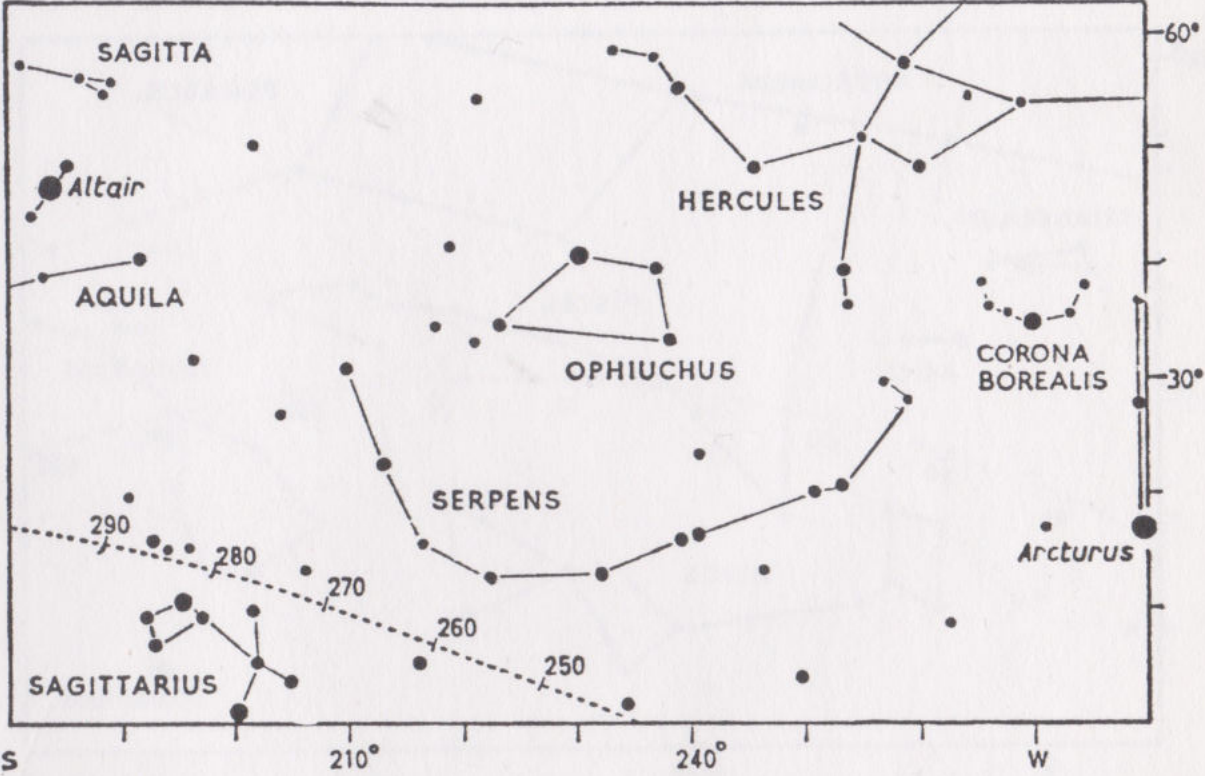 60°
SAGITTA
Altair
HERCULES
AQUILA
OPHIUCHUS
CORONA
BOREALIS
30°
SERPENS
290
280
Arcturus
270
260
250
SAGITTARIUS
S
210°
240°
W